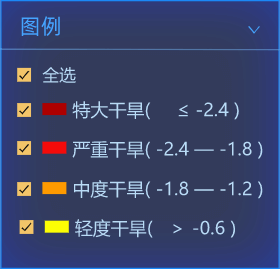 图例
全选
特大干旱( ≤ -2.4 )
严重干旱( -2.4 — -1.8 )
中度干旱( -1.8 — -1.2 )
轻度干旱( > -0.6 )